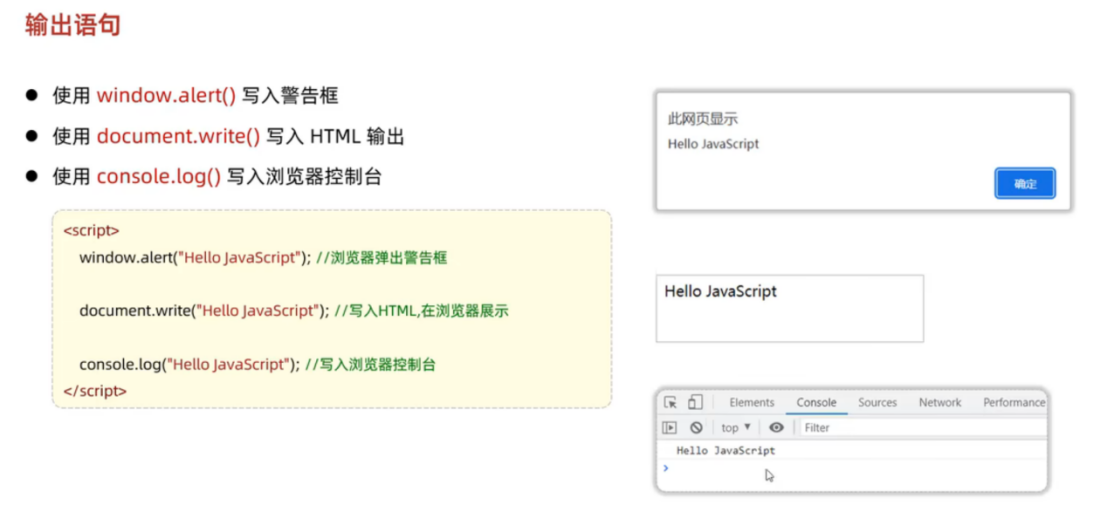 输出语句
● 使用 window.alert() 写入警告框
● 使用 document.write() 写入 HTML 输出
● 使用 console.log() 写入浏览器控制台
<script>
window.alert("Hello JavaScript"); //浏览器弹出警告框
document.write("Hello JavaScript"); //写入HTML,在浏览器展示
console.log("Hello JavaScript"); //写入浏览器控制台
</script>
此网页显示
Hello JavaScript
确定
Hello JavaScript
Elements Console Sources Network Performance
top ▼ Filter
Hello JavaScript
>